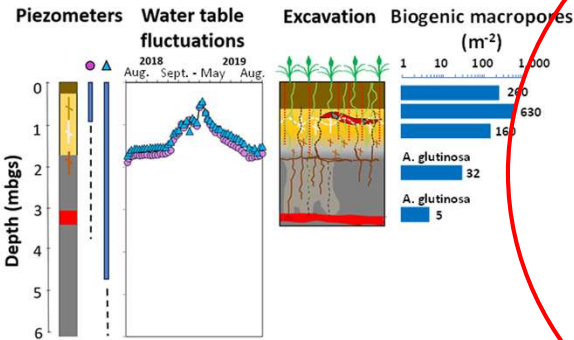 Piezometers
Water table
fluctuations
Excavation
Biogenic macropores
(m-2)
2018 2019
Aug. Sept. - May Aug.
1 10 100 1,000
Depth (mbgs)
0
1
2
3
4
5
6
260
630
160
A. glutinosa
32
A. glutinosa
5